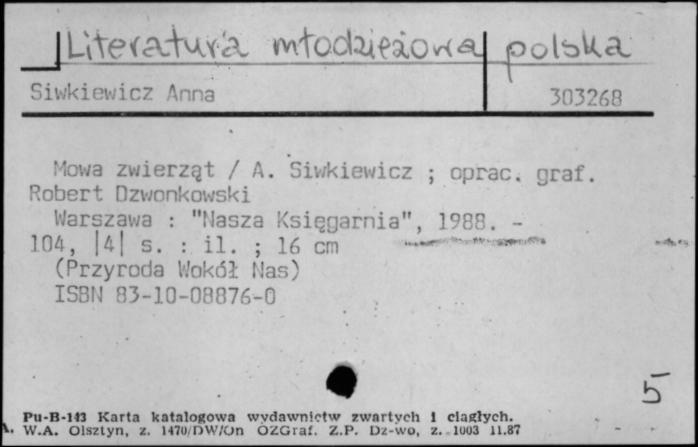 Literatura młodzieżowa polska
Siwkiewicz Anna 303268
Mowa zwierząt / A. Siwkiewicz ; oprac. graf.
Robert Dzwonkowski
Warszawa : "Nasza Księgarnia", 1988. -
104, |4| s. : il. ; 16 cm
(Przyroda Wokół Nas)
ISBN 83-10-08876-0
5
Pu-B-143 Karta katalogowa wydawnictw zwartych i ciągłych.
W.A. Olsztyn, z. 1470/DW/On OZGraf. Z.P. Dz-wo, z. 1003 11.87